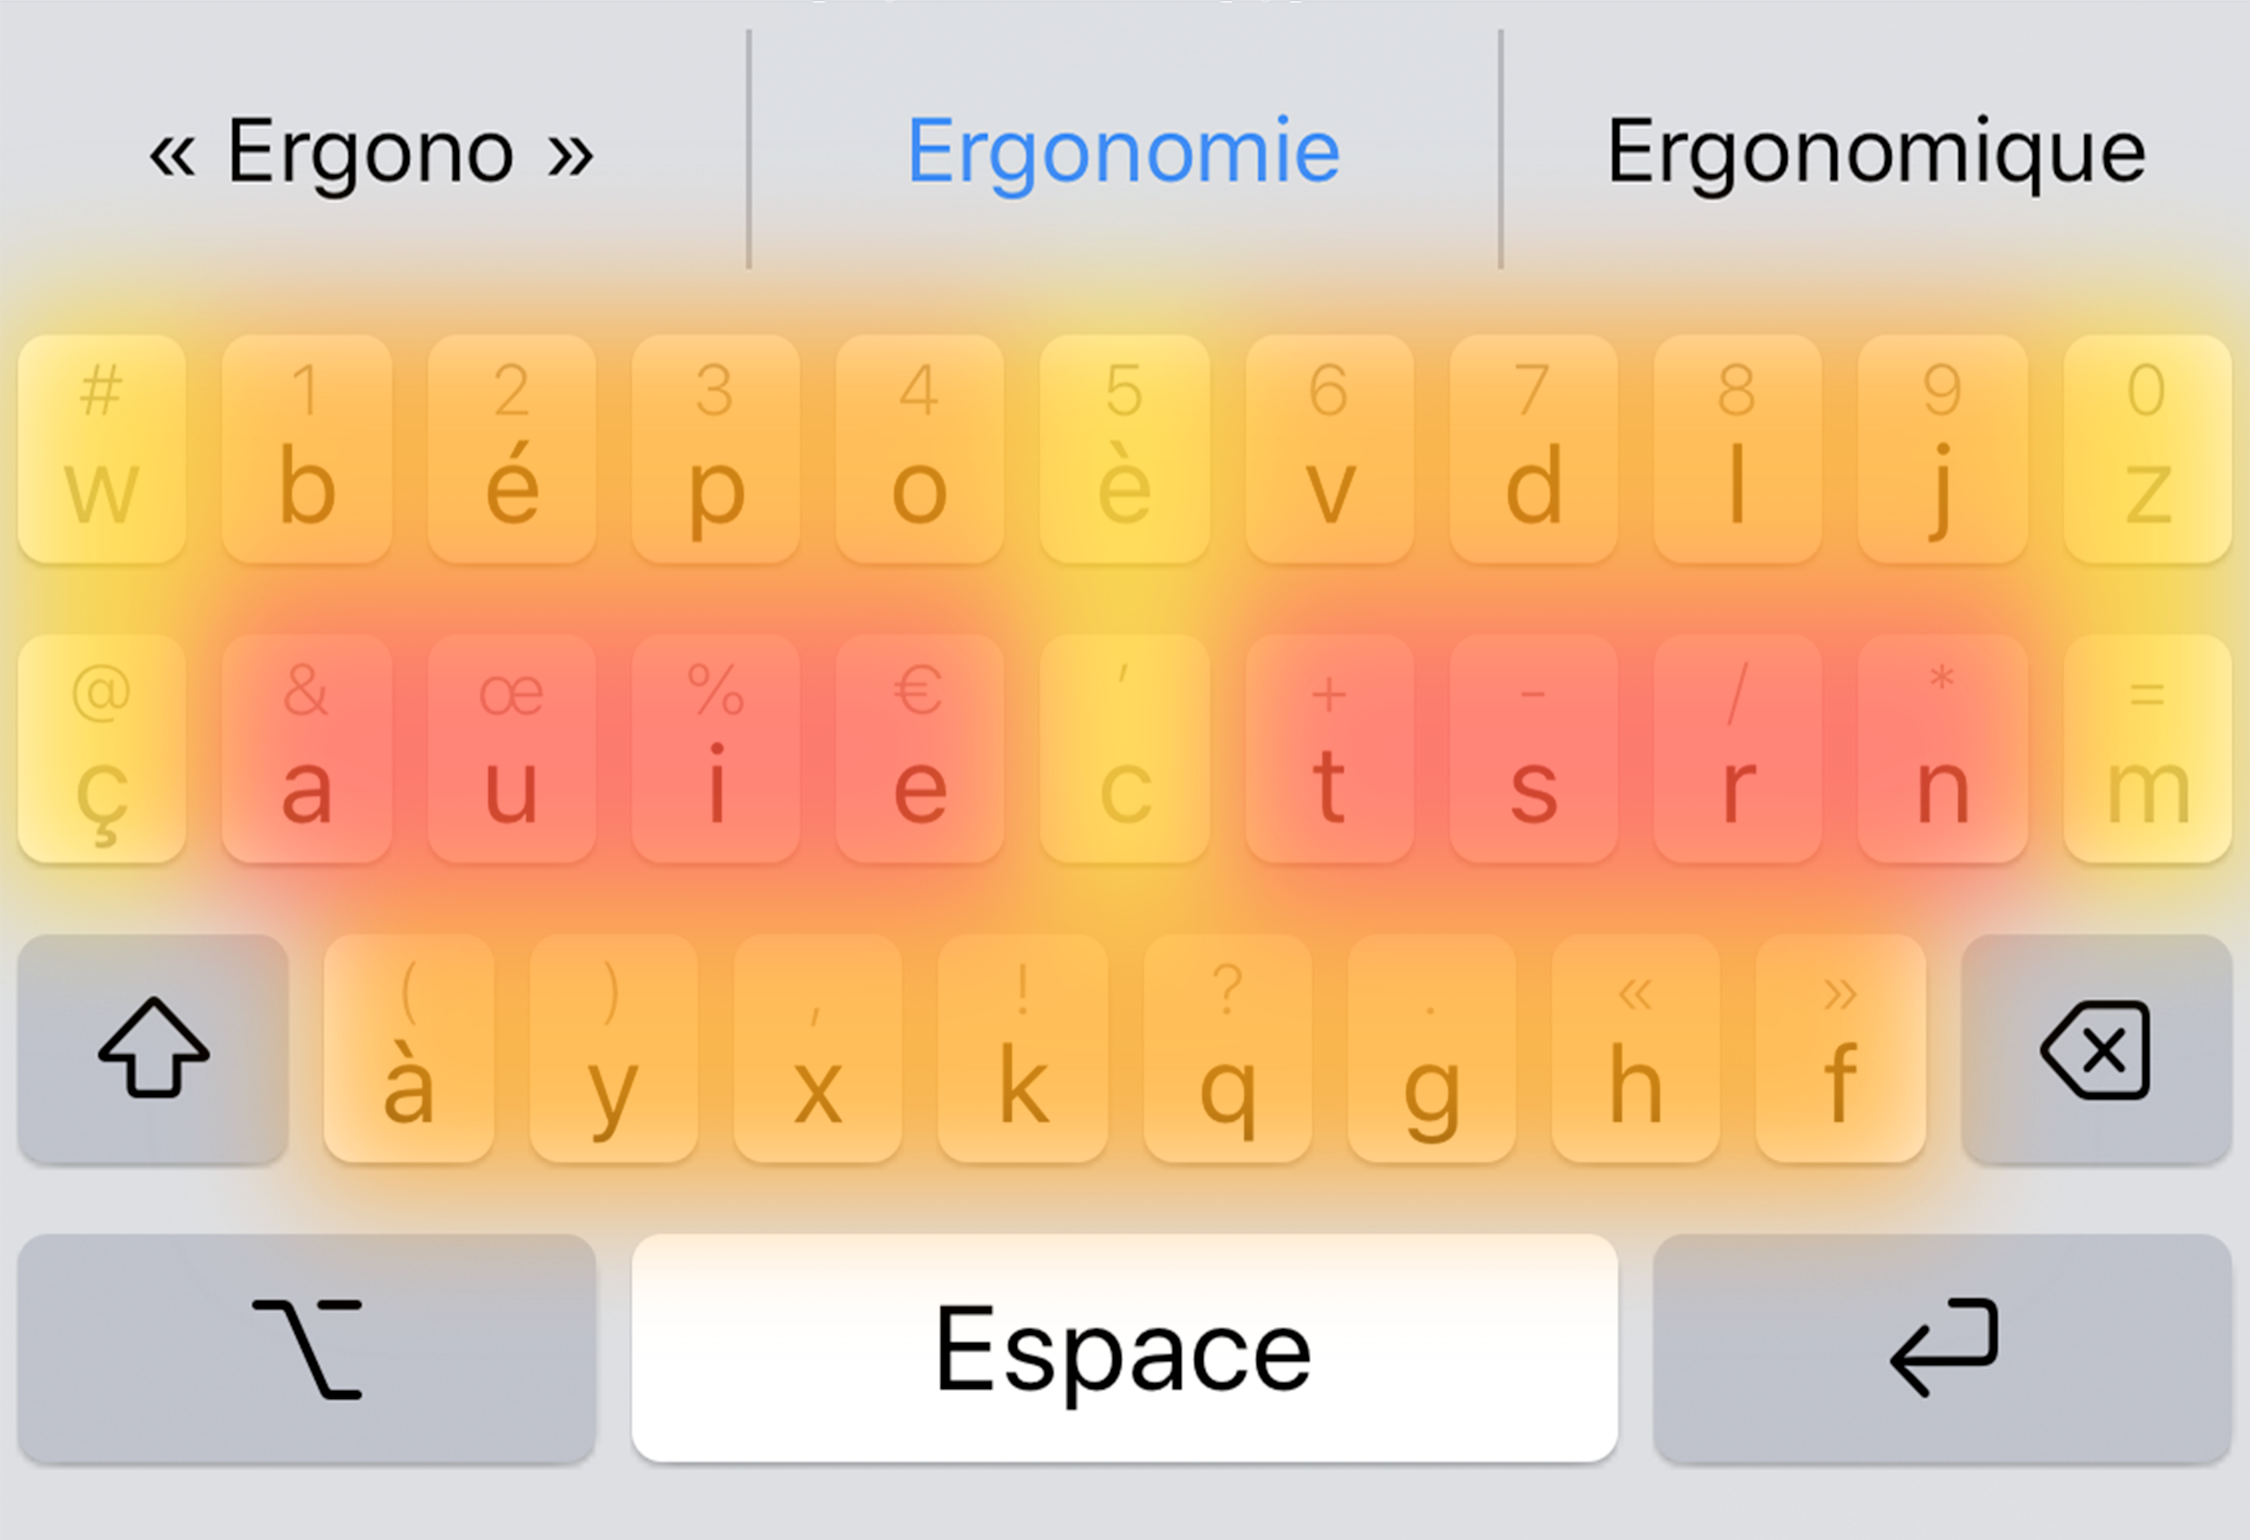 « Ergono » Ergonomie Ergonomique
# 1 2 3 4 5 6 7 8 9 0
w b é p o è v d l j z
@ & œ % € ' + - / * =
ç a u i e c t s r n m
( ) , ! ? . « »
à y x k q g h f
Espace